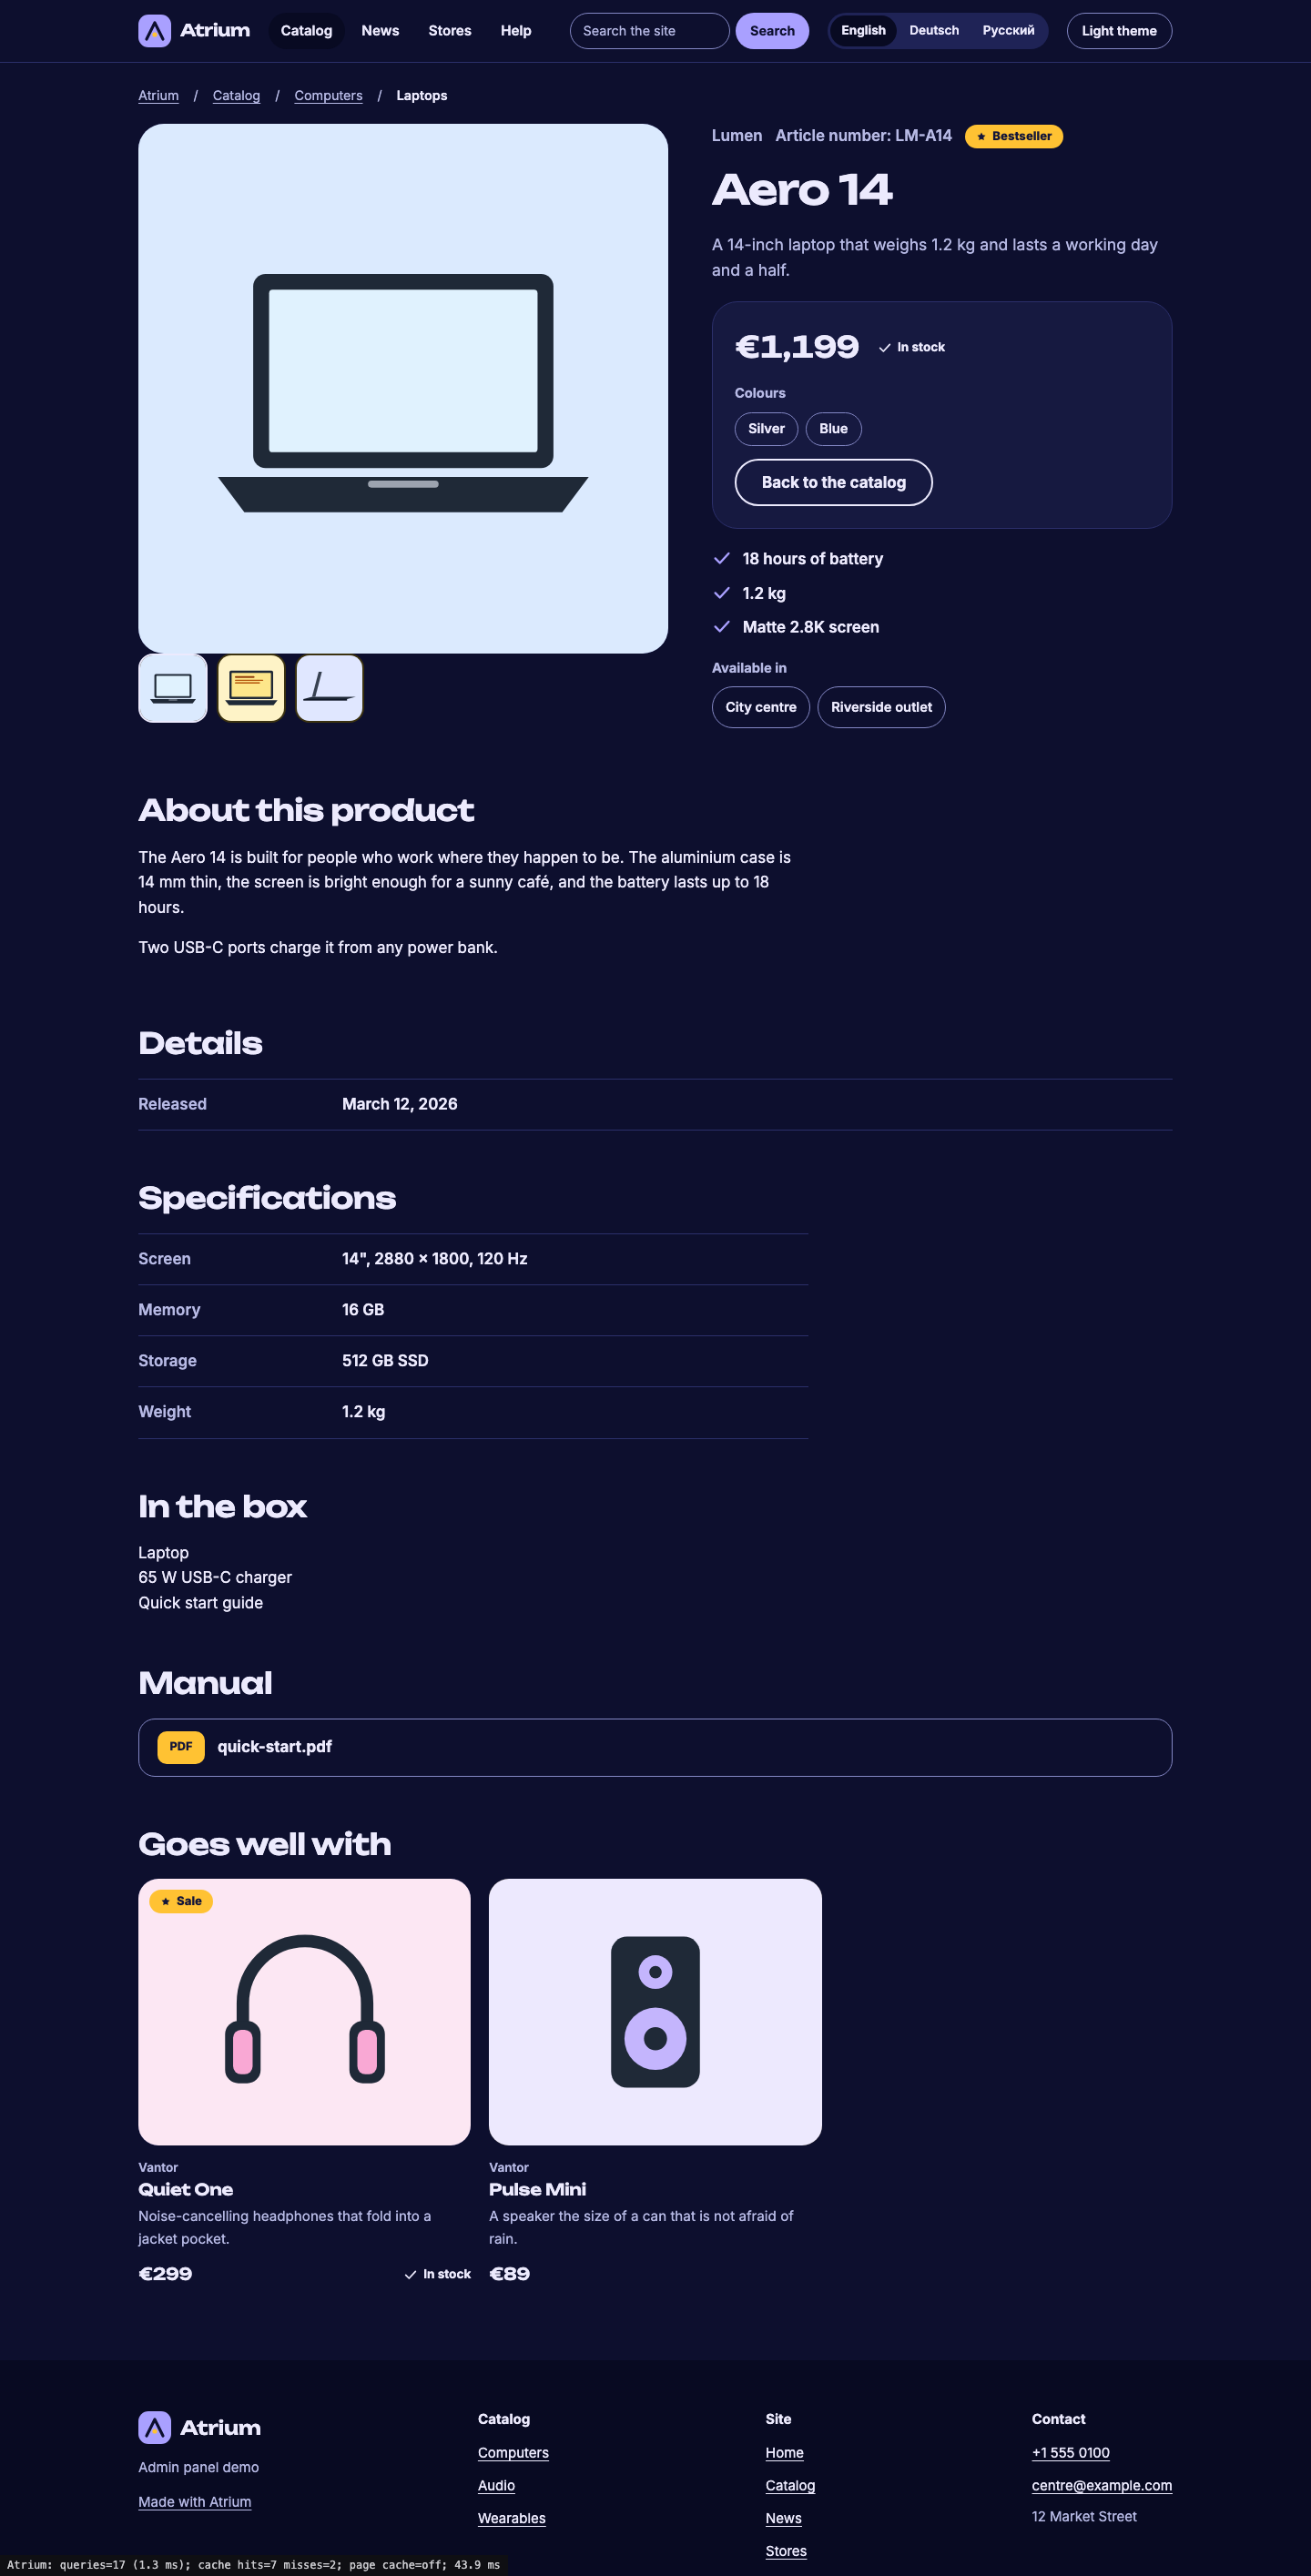 Atrium Catalog News Stores Help Search the site Search English Deutsch Русский Light theme
Atrium / Catalog / Computers / Laptops
Lumen Article number: LM-A14 Bestseller
Aero 14
A 14-inch laptop that weighs 1.2 kg and lasts a working day
and a half.
€1,199 In stock
Colours
Silver Blue
Back to the catalog
18 hours of battery
1.2 kg
Matte 2.8K screen
Available in
City centre Riverside outlet
About this product
The Aero 14 is built for people who work where they happen to be. The aluminium case is
14 mm thin, the screen is bright enough for a sunny café, and the battery lasts up to 18
hours.
Two USB-C ports charge it from any power bank.
Details
Released March 12, 2026
Specifications
Screen 14", 2880 × 1800, 120 Hz
Memory 16 GB
Storage 512 GB SSD
Weight 1.2 kg
In the box
Laptop
65 W USB-C charger
Quick start guide
Manual
PDF quick-start.pdf
Goes well with
Sale
Vantor
Quiet One
Noise-cancelling headphones that fold into a
jacket pocket.
€299 In stock
Vantor
Pulse Mini
A speaker the size of a can that is not afraid of
rain.
€89
Atrium
Admin panel demo
Made with Atrium
Catalog
Computers
Audio
Wearables
Site
Home
Catalog
News
Stores
Contact
+1 555 0100
centre@example.com
12 Market Street
Atrium: queries=17 (1.3 ms); cache hits=7 misses=2; page cache=off; 43.9 ms